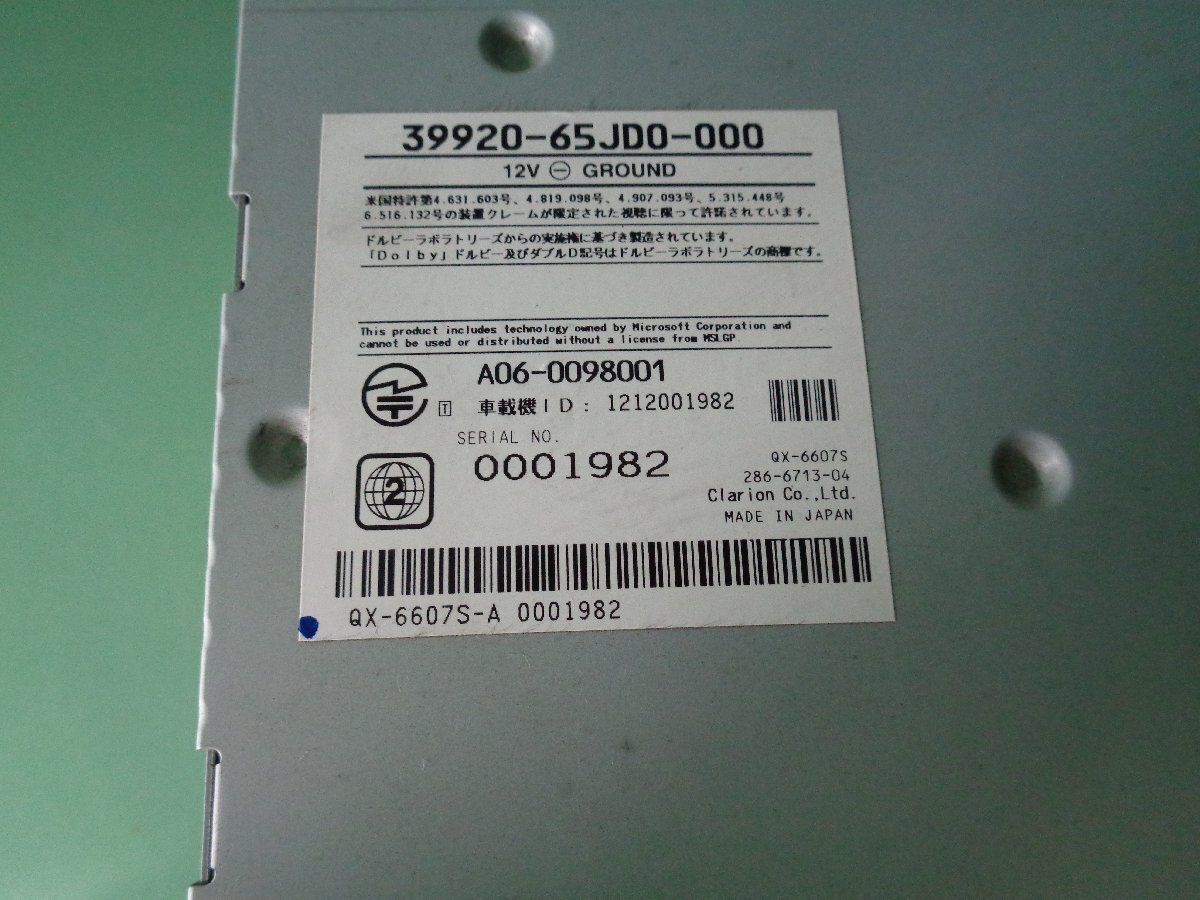 39920-65JD0-000
12V ⊖ GROUND
米国特許第4.631.603号、4.819.098号、4.907.093号、5.315.448号
6.516.132号の装置クレームが限定された視聴に限って許諾されています。
ドルビーラボラトリーズからの実施権に基づき製造されています。
「Dolby」ドルビー及びダブルD記号はドルビーラボラトリーズの商標です。
This product includes technology owned by Microsoft Corporation and
cannot be used or distributed without a license from MSLGP
A06-0098001
T 車載機ID: 1212001982
SERIAL NO.
0001982
2
QX-6607S
286-6713-04
Clarion Co.,Ltd.
MADE IN JAPAN
QX-6607S-A 0001982